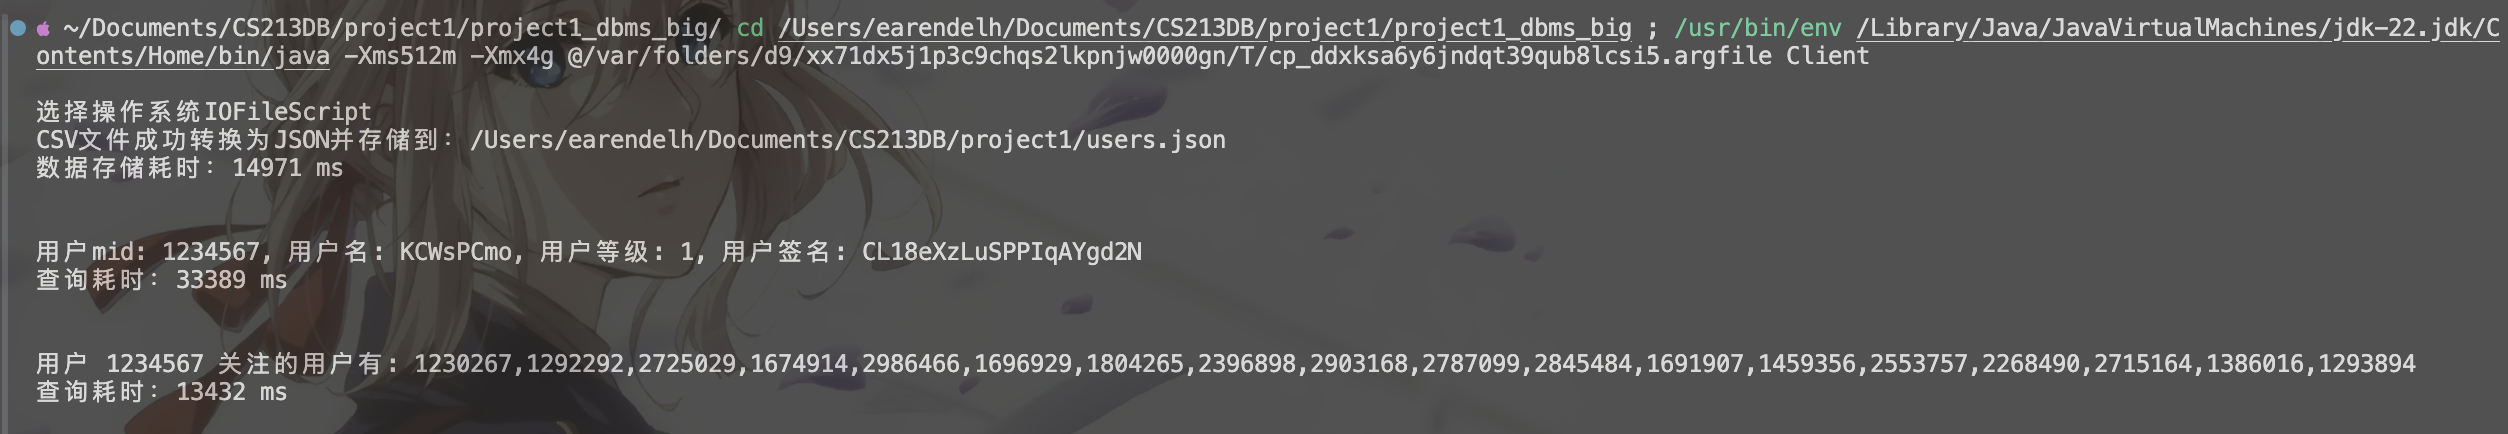 ~/Documents/CS213DB/project1/project1_dbms_big/ cd /Users/earendelh/Documents/CS213DB/project1/project1_dbms_big ; /usr/bin/env /Library/Java/JavaVirtualMachines/jdk-22.jdk/C
ontents/Home/bin/java -Xms512m -Xmx4g @/var/folders/d9/xx71dx5j1p3c9chqs2lkpnjw0000gn/T/cp_ddxksa6y6jndqt39qub8lcsi5.argfile Client
选择操作系统IOFileScript
CSV文件成功转换为JSON并存储到：/Users/earendelh/Documents/CS213DB/project1/users.json
数据存储耗时：14971 ms
用户mid: 1234567, 用户名: KCWsPCmo, 用户等级: 1, 用户签名: CL18eXzLuSPPIqAYgd2N
查询耗时：33389 ms
用户 1234567 关注的用户有: 1230267,1292292,2725029,1674914,2986466,1696929,1804265,2396898,2903168,2787099,2845484,1691907,1459356,2553757,2268490,2715164,1386016,1293894
查询耗时：13432 ms